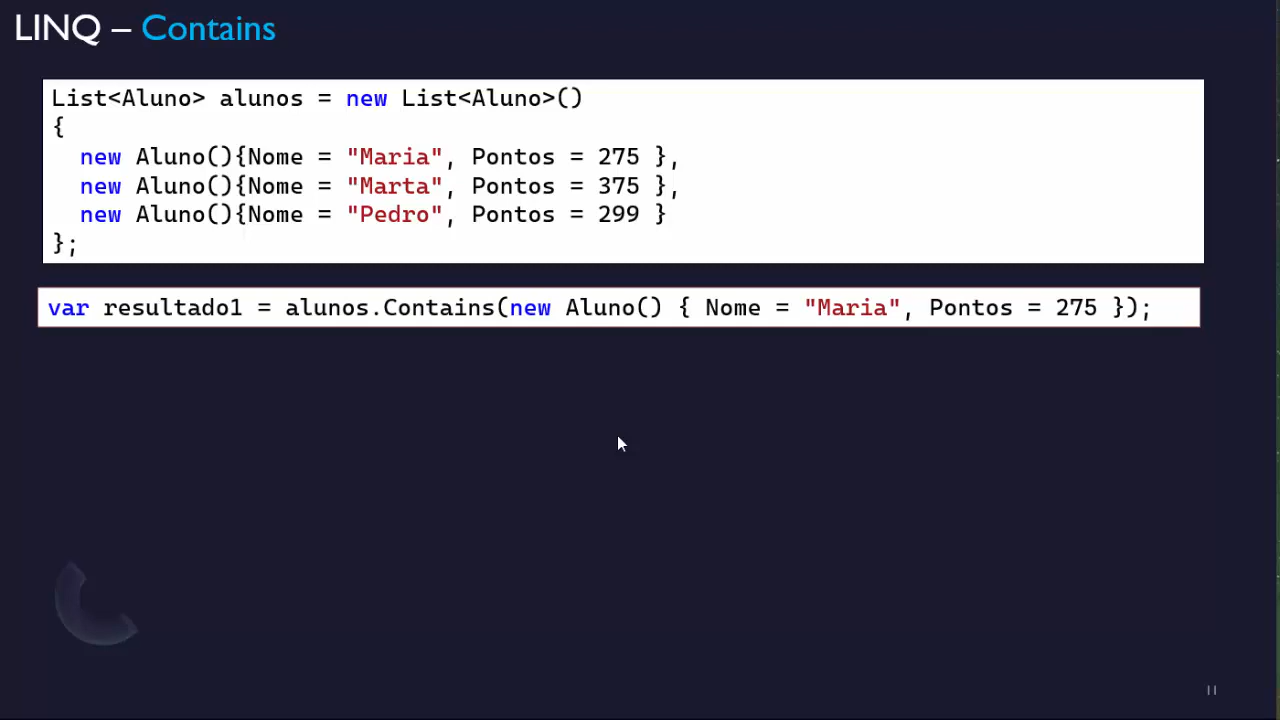 LINQ – Contains
List<Aluno> alunos = new List<Aluno>()
{
new Aluno(){Nome = "Maria", Pontos = 275 },
new Aluno(){Nome = "Marta", Pontos = 375 },
new Aluno(){Nome = "Pedro", Pontos = 299 }
};
var resultado1 = alunos.Contains(new Aluno() { Nome = "Maria", Pontos = 275 });
11